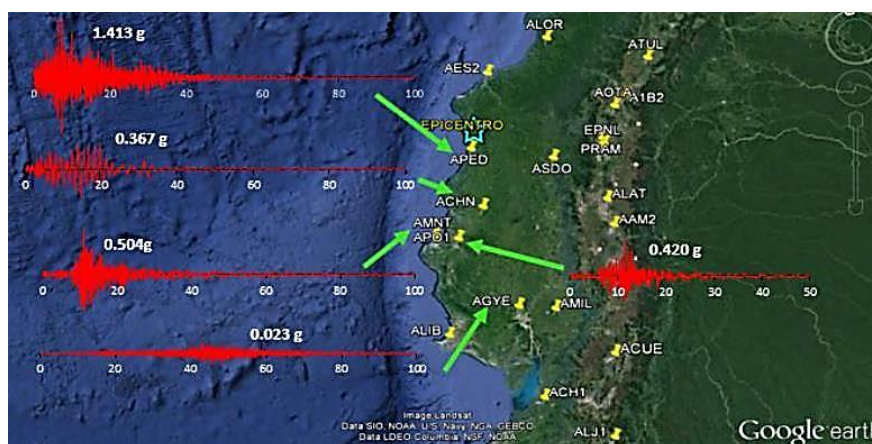 1.413 g
0 20 40 60 80 100
0.367 g
0 20 40 60 80 100
0.504g
0 20 40 60 80 100
0.023 g
0 20 40 60 80 100
ALOR
ATUL
AES2
AOTA A1B2
EPICENTRO
EPNL
PRAM
APED
ASDO
ACHN
ALAT
AMNT
APO1
AAM2
0.420 g
0 10 20 30 40 50
AGYE
AMIL
ALIB
ACUE
ACH1
ALJ1
Image Landsat
Data SIO, NOAA, U.S. Navy, NGA, GEBCO
Data LDEO Columbia, NSF, NOAA
Google earth